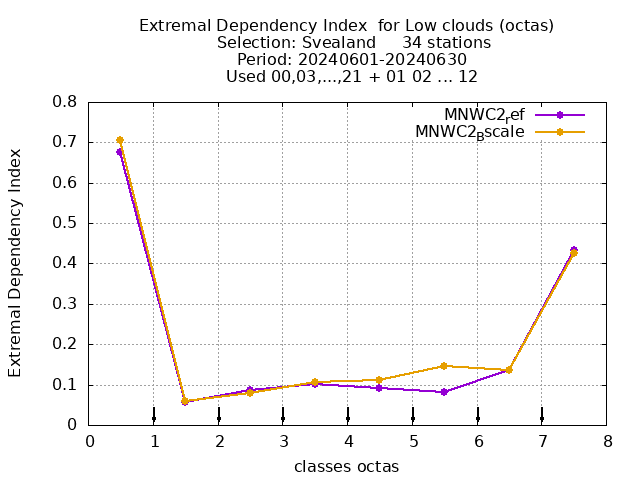 Extremal Dependency Index  for Low clouds (octas)
Selection: Svealand     34 stations
Period: 20240601-20240630
Used 00,03,...,21 + 01 02 ... 12
MNWC2ref
MNWC2Bscale
Extremal Dependency Index
0.8
0.7
0.6
0.5
0.4
0.3
0.2
0.1
0
0 1 2 3 4 5 6 7 8
classes octas